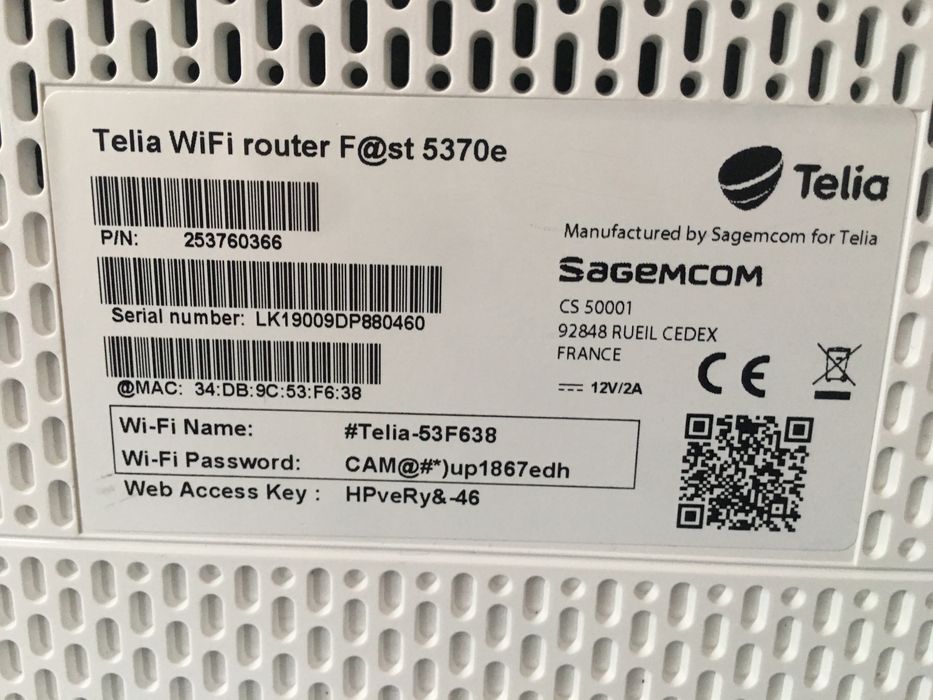 Telia WiFi router F@st 5370e
Telia
P/N: 253760366
Manufactured by Sagemcom for Telia
SAGEMCOM
Serial number: LK19009DP880460
CS 50001
92848 RUEIL CEDEX
FRANCE
@MAC: 34:DB:9C:53:F6:38
12V/2A
CE
Wi-Fi Name: #Telia-53F638
Wi-Fi Password: CAM@#*)up1867edh
Web Access Key : HPveRy&-46